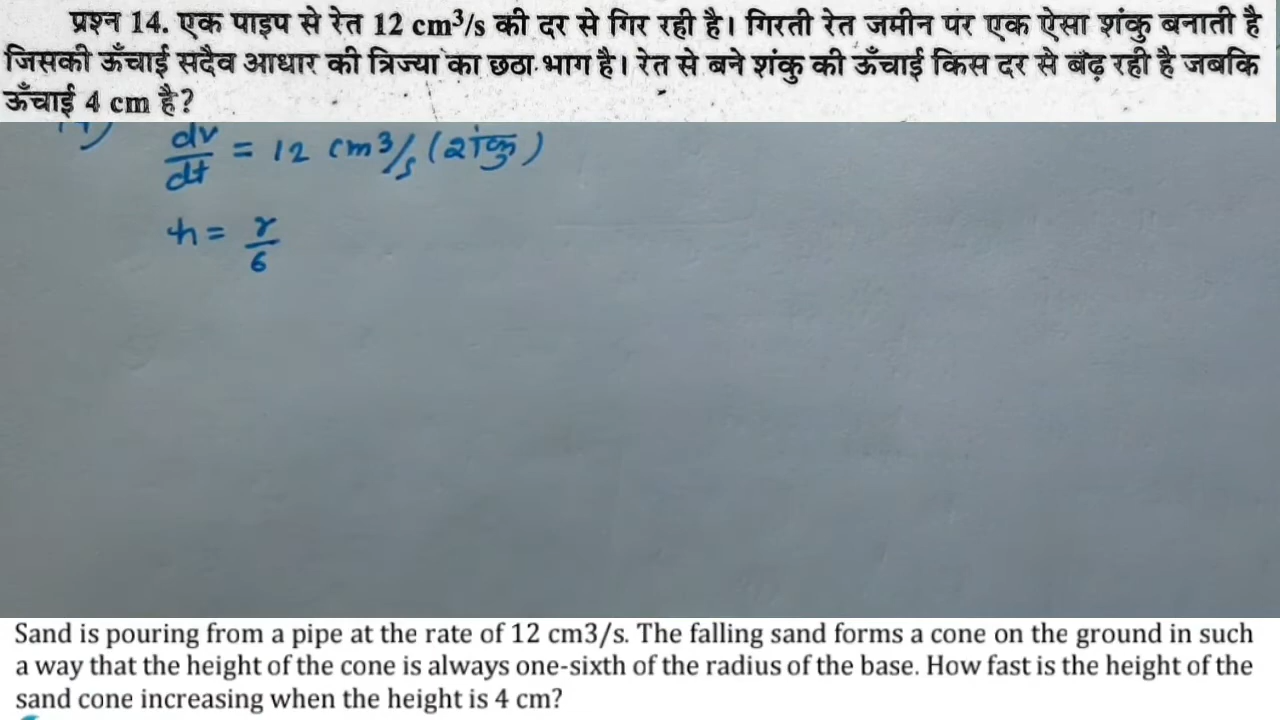 प्रश्न 14. एक पाइप से रेत 12 cm³/s की दर से गिर रही है। गिरती रेत जमीन पर एक ऐसा शंकु बनाती है
जिसकी ऊँचाई सदैव आधार की त्रिज्या का छठा भाग है। रेत से बने शंकु की ऊँचाई किस दर से बढ़ रही है जबकि
ऊँचाई 4 cm है?
dv/dt = 12 cm³/s (शंकु)
h = r/6
Sand is pouring from a pipe at the rate of 12 cm3/s. The falling sand forms a cone on the ground in such
a way that the height of the cone is always one-sixth of the radius of the base. How fast is the height of the
sand cone increasing when the height is 4 cm?